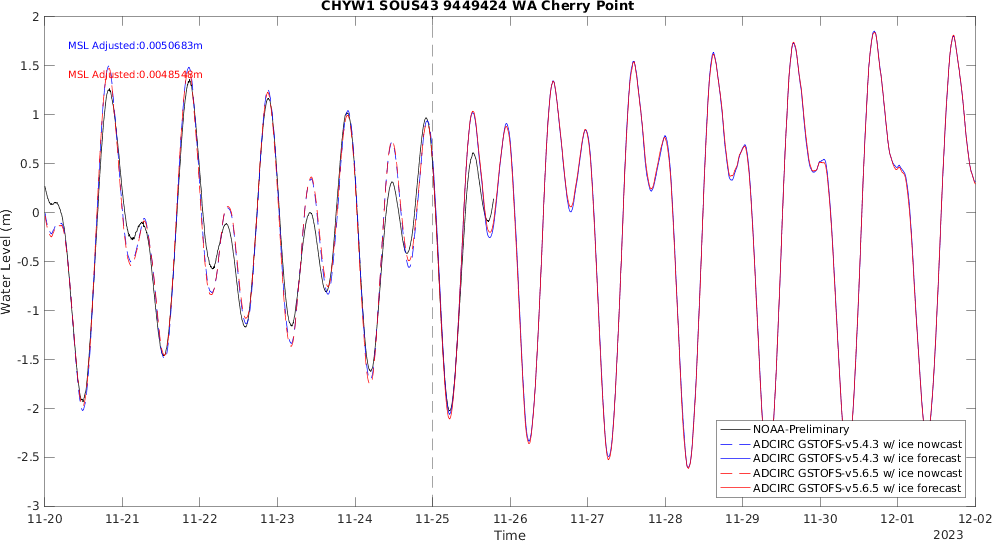 CHYW1 SOUS43 9449424 WA Cherry Point
MSL Adjusted:0.0050683m
MSL Adjusted:0.0048548m
Water Level (m)
2
1.5
1
0.5
0
-0.5
-1
-1.5
-2
-2.5
-3
NOAA-Preliminary
ADCIRC GSTOFS-v5.4.3 w/ ice nowcast
ADCIRC GSTOFS-v5.4.3 w/ ice forecast
ADCIRC GSTOFS-v5.6.5 w/ ice nowcast
ADCIRC GSTOFS-v5.6.5 w/ ice forecast
11-20 11-21 11-22 11-23 11-24 11-25 11-26 11-27 11-28 11-29 11-30 12-01 12-02
Time
2023